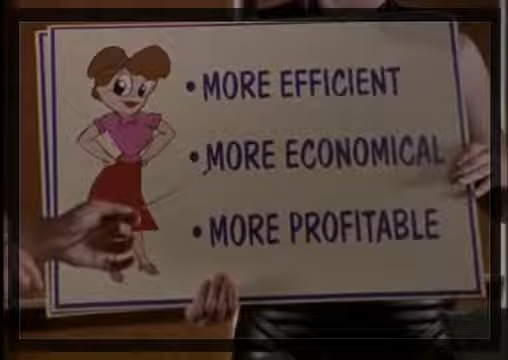 • MORE EFFICIENT
• MORE ECONOMICAL
• MORE PROFITABLE